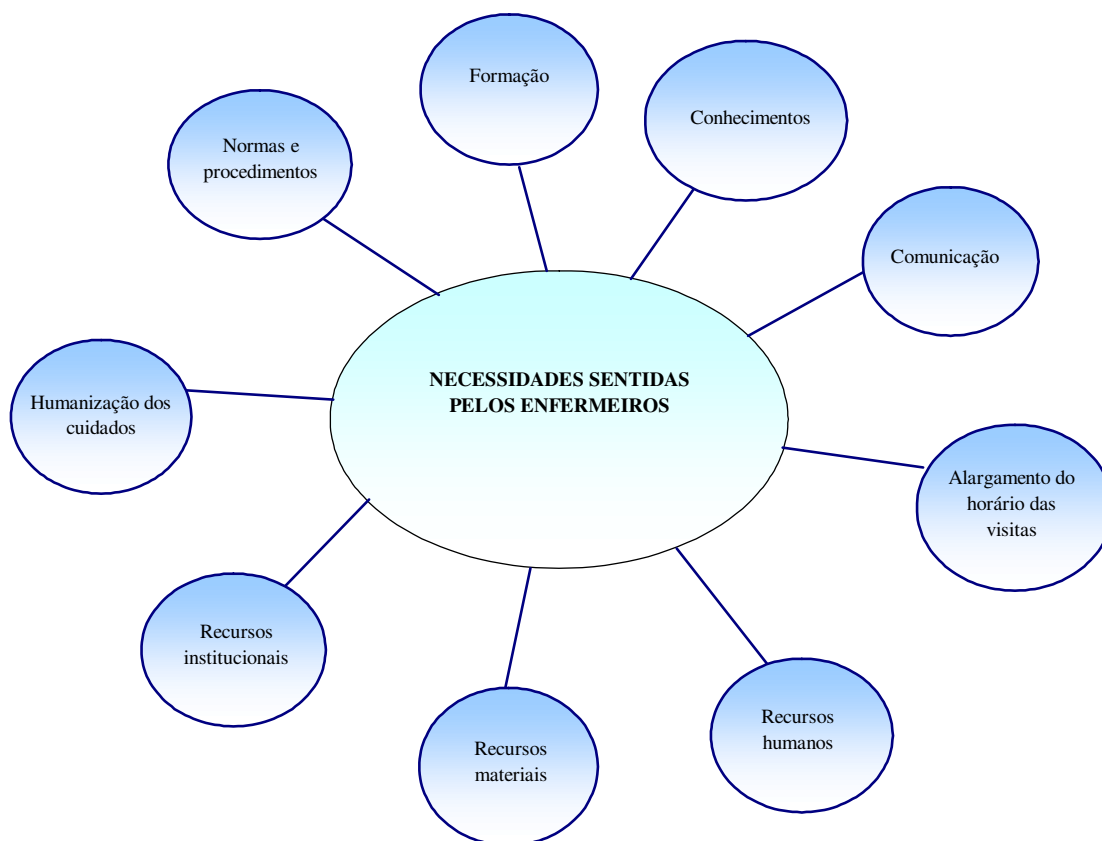 Formação
Conhecimentos
Normas e
procedimentos
Comunicação
NECESSIDADES SENTIDAS
PELOS ENFERMEIROS
Humanização dos
cuidados
Alargamento do
horário das
visitas
Recursos
institucionais
Recursos
humanos
Recursos
materiais